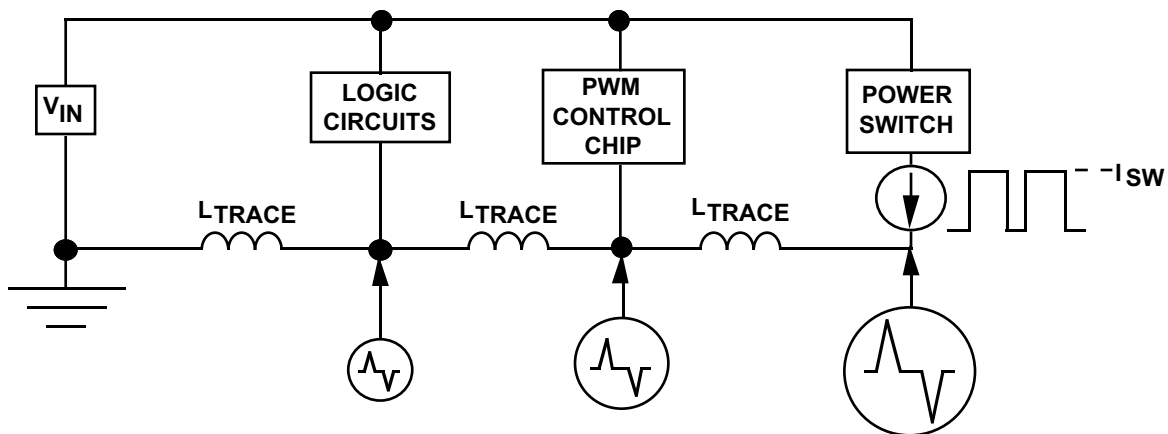 VIN
LOGIC
CIRCUITS
PWM
CONTROL
CHIP
POWER
SWITCH
ISW
LTRACE
LTRACE
LTRACE